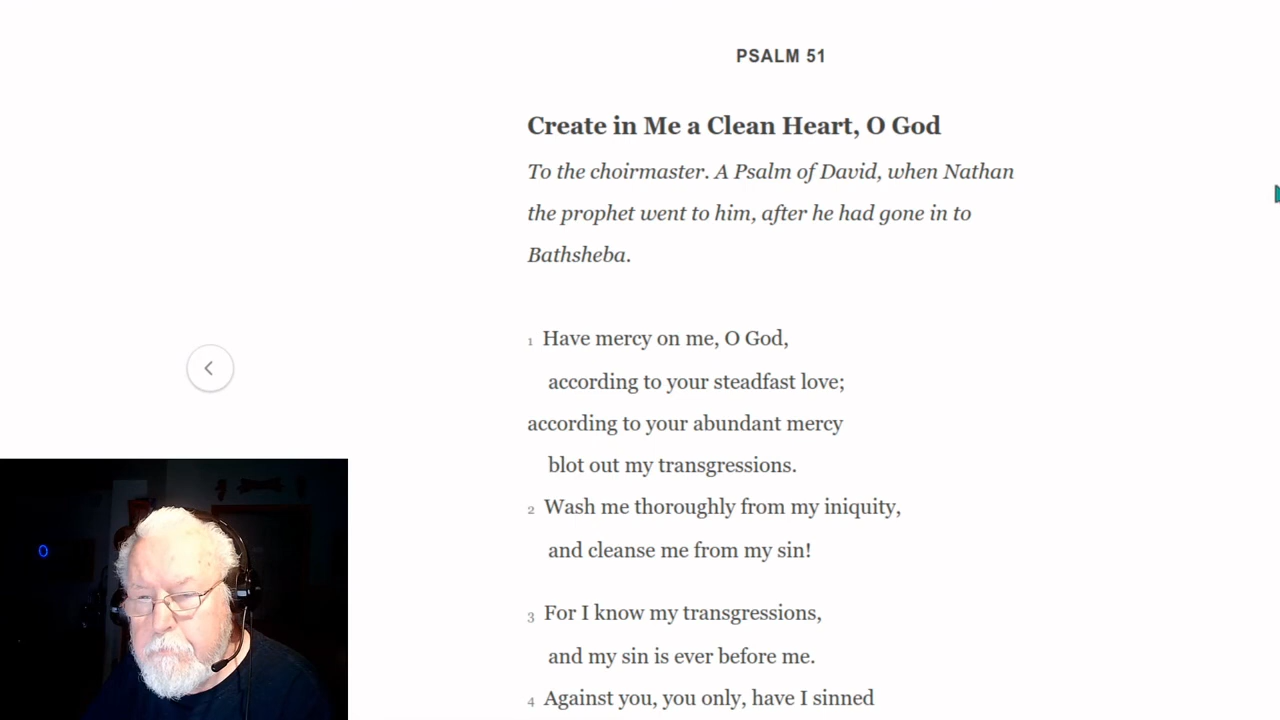 PSALM 51
Create in Me a Clean Heart, O God
To the choirmaster. A Psalm of David, when Nathan
the prophet went to him, after he had gone in to
Bathsheba.
1 Have mercy on me, O God,
according to your steadfast love;
according to your abundant mercy
blot out my transgressions.
2 Wash me thoroughly from my iniquity,
and cleanse me from my sin!
3 For I know my transgressions,
and my sin is ever before me.
4 Against you, you only, have I sinned